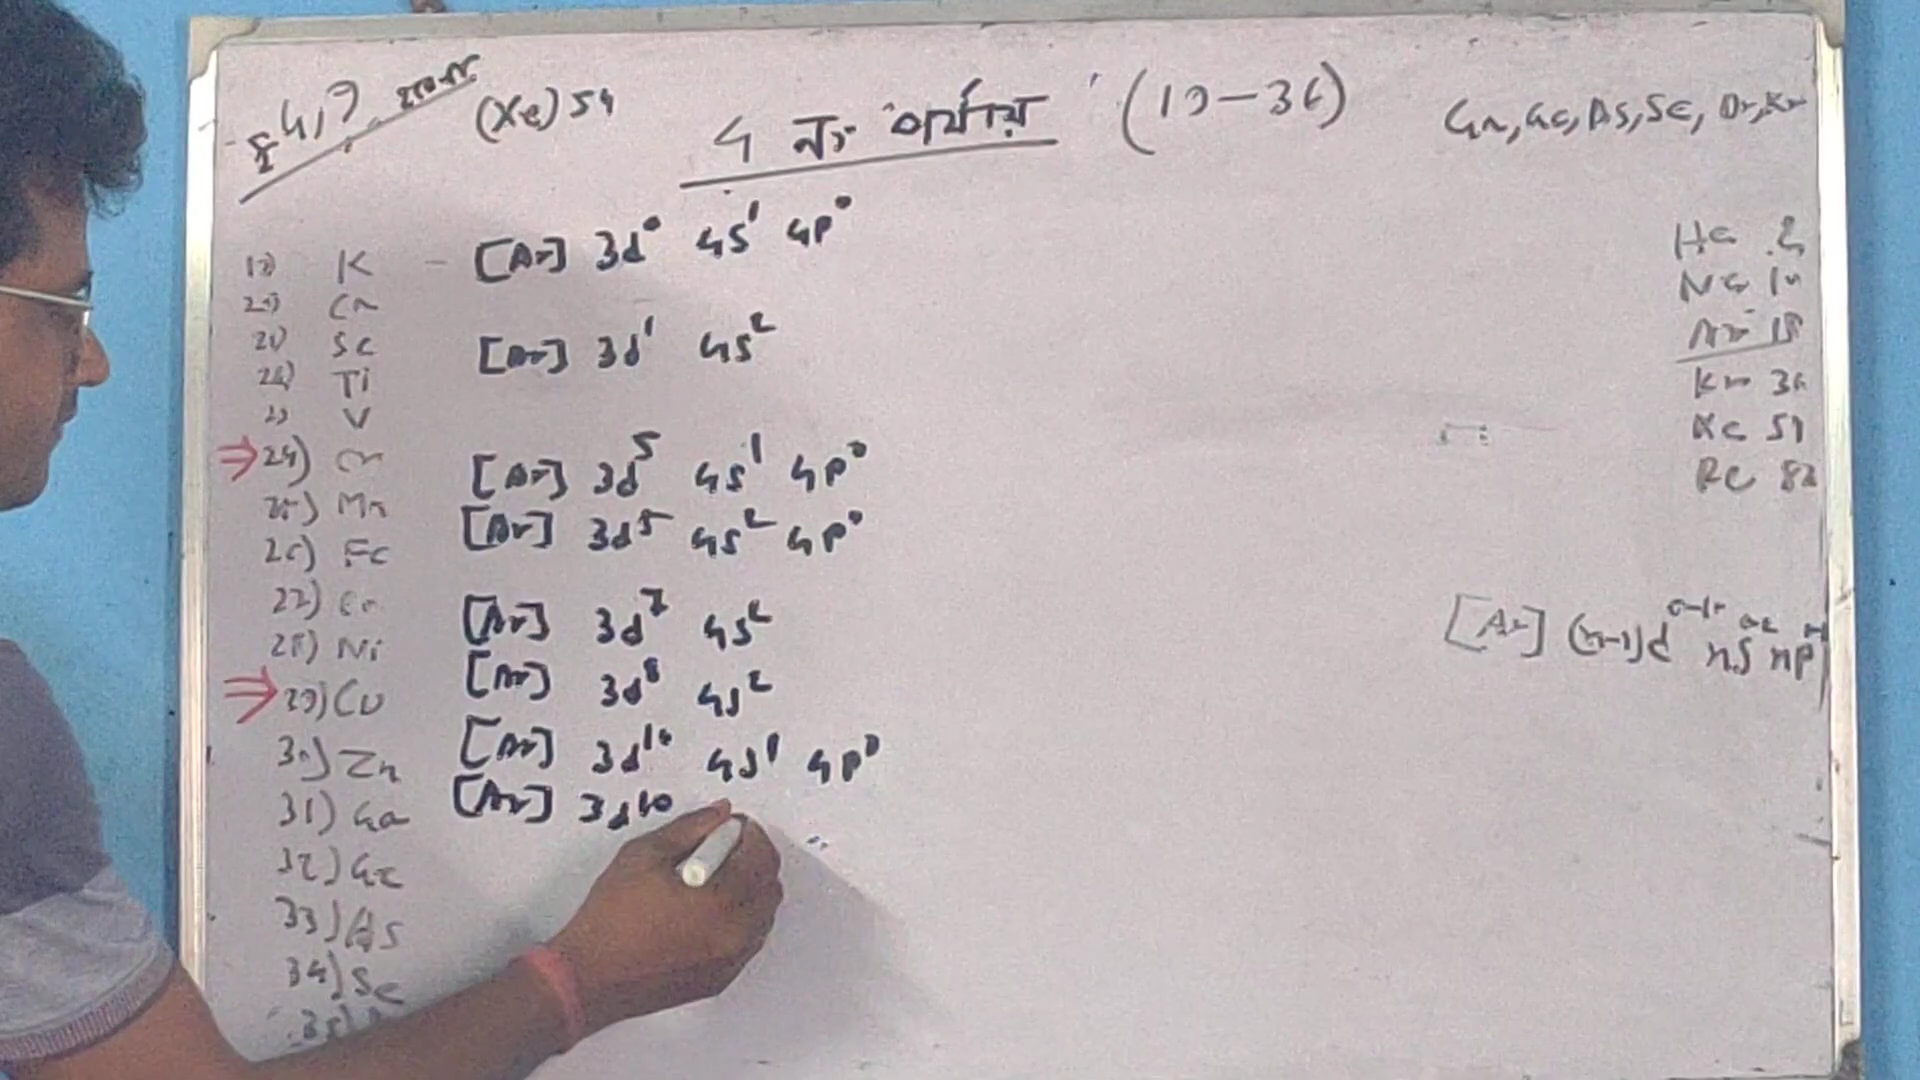 (Xe) 54
4 নং পর্যায় (19-36)
Ga, Ge, As, Se, Br, Kr
19) K - [Ar] 3d⁰ 4s¹ 4p⁰
20) Ca
21) Sc [Ar] 3d¹ 4s²
22) Ti
23 V
⇒ 24) Cr [Ar] 3d⁵ 4s¹ 4p⁰
25) Mn [Ar] 3d⁵ 4s² 4p⁰
26) Fe
27) Co [Ar] 3d⁷ 4s²
28) Ni [Ar] 3d⁸ 4s²
⇒ 29) Cu [Ar] 3d¹⁰ 4s¹ 4p⁰
30) Zn [Ar] 3d¹⁰
31) Ga
32) Ge
33) As
34) Se
He 2
Ne 10
Ar 18
Kr 36
Xe 54
[Ar] (n-1)d ns np